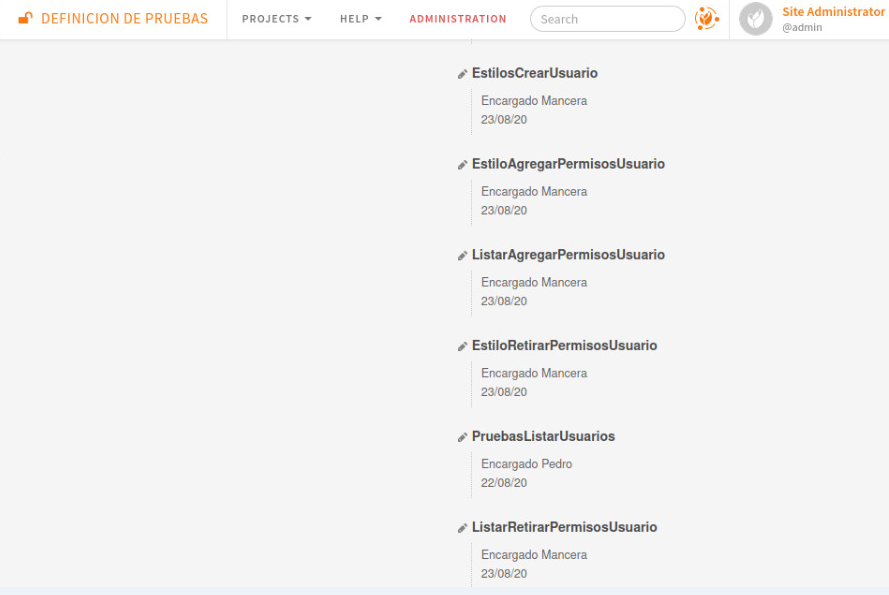 DEFINICION DE PRUEBAS
PROJECTS
HELP
ADMINISTRATION
Search
Site Administrator
@admin
EstilosCrearUsuario
Encargado Mancera
23/08/20
EstiloAgregarPermisosUsuario
Encargado Mancera
23/08/20
ListarAgregarPermisosUsuario
Encargado Mancera
23/08/20
EstiloRetirarPermisosUsuario
Encargado Mancera
23/08/20
PruebasListarUsuarios
Encargado Pedro
22/08/20
ListarRetirarPermisosUsuario
Encargado Mancera
23/08/20